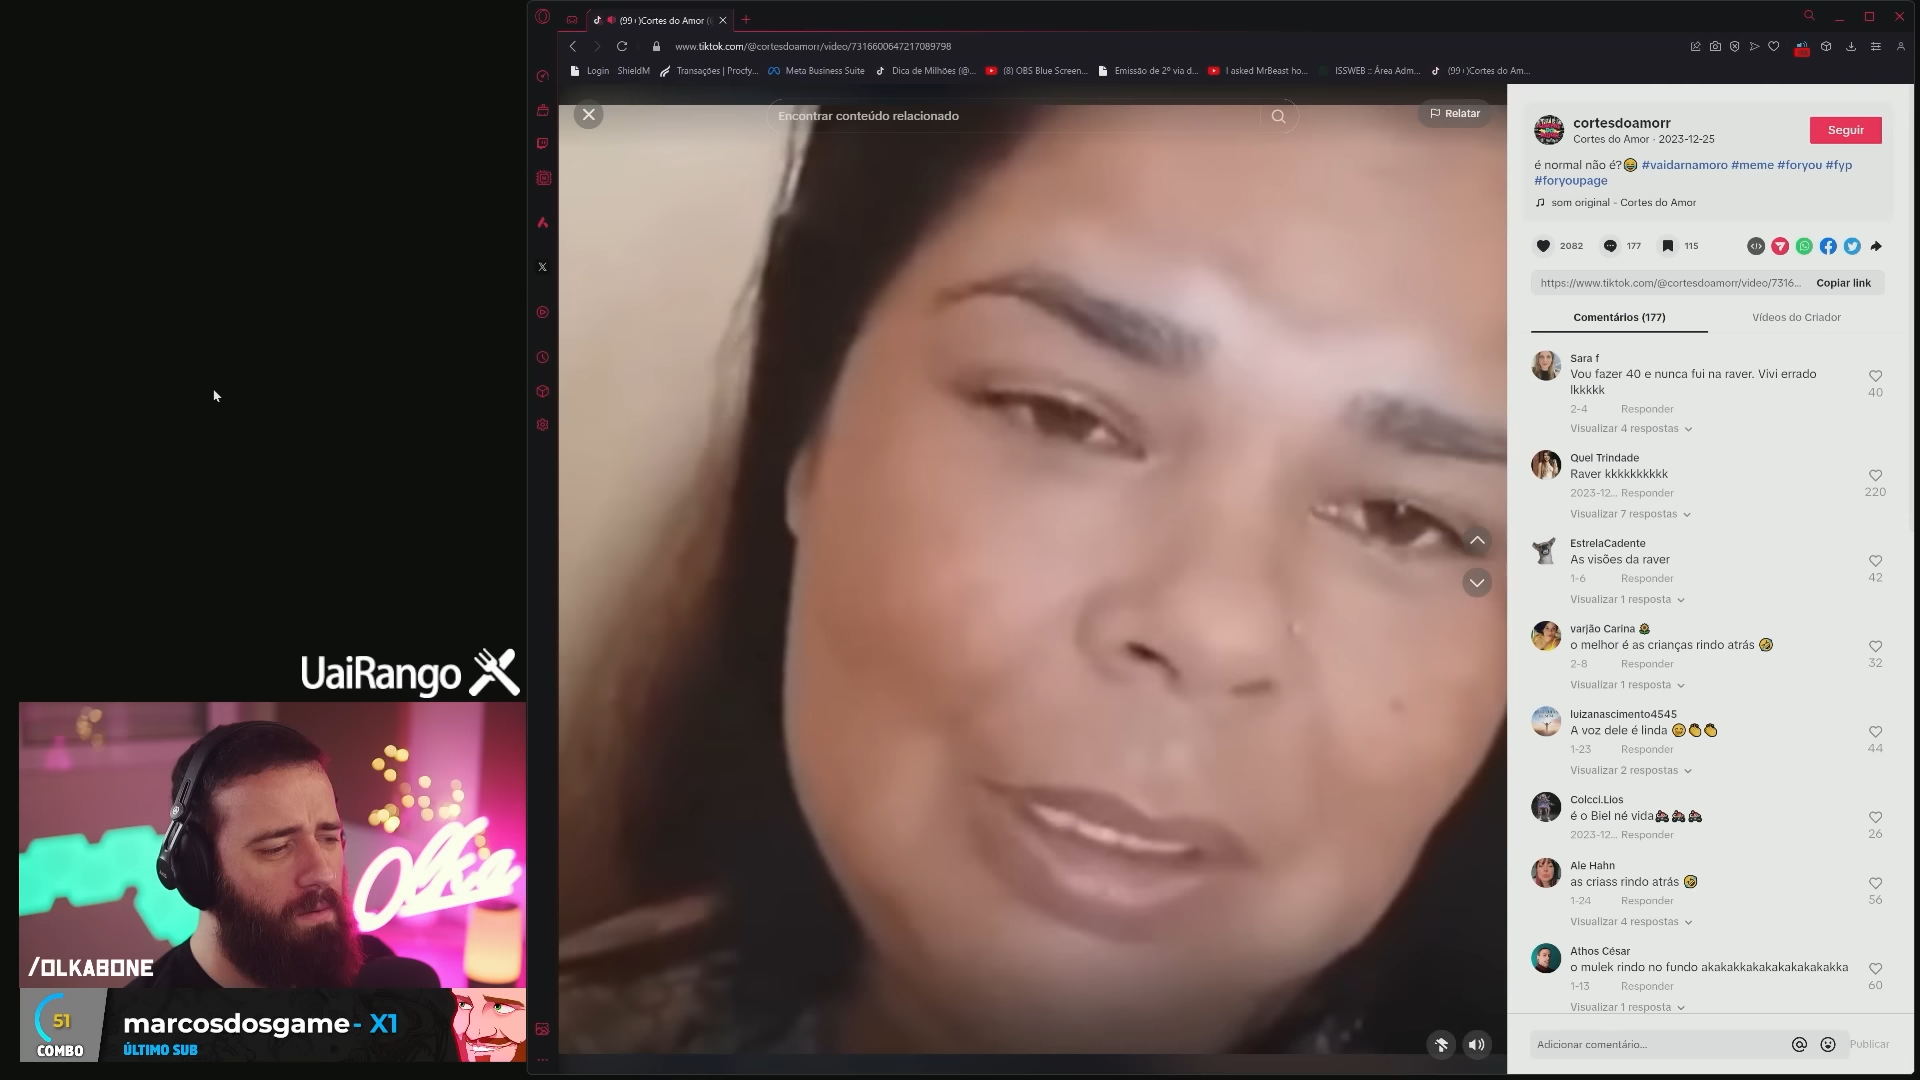 (99+)Cortes do Amor (
www.tiktok.com/@cortesdoamorr/video/7316600647217089798
Login
ShieldM
Transações | Procfy...
Meta Business Suite
Dica de Milhões (@...
(8) OBS Blue Screen...
Emissão de 2º via d...
I asked MrBeast ho...
ISSWEB :: Área Adm...
(99+)Cortes do Am...
Encontrar conteúdo relacionado
Relatar
cortesdoamorr
Cortes do Amor · 2023-12-25
Seguir
é normal não é?😅 #vaidarnamoro #meme #foryou #fyp
#foryoupage
som original - Cortes do Amor
2082
177
115
https://www.tiktok.com/@cortesdoamorr/video/7316...
Copiar link
Comentários (177)
Vídeos do Criador
Sara f
Vou fazer 40 e nunca fui na raver. Vivi errado
lkkkkk
40
2-4 Responder
Visualizar 4 respostas
Quel Trindade
Raver kkkkkkkkkk
220
2023-12... Responder
Visualizar 7 respostas
EstrelaCadente
As visões da raver
42
1-6 Responder
Visualizar 1 resposta
varjão Carina 🌻
o melhor é as crianças rindo atrás 🤣
32
2-8 Responder
Visualizar 1 resposta
luizanascimento4545
A voz dele é linda 😊👏👏
44
1-23 Responder
Visualizar 2 respostas
Colcci.Lios
é o Biel né vida🏍🏍🏍
26
2023-12... Responder
Ale Hahn
as criass rindo atrás 🤣
56
1-24 Responder
Visualizar 4 respostas
Athos César
o mulek rindo no fundo akakakkakakakakakakakka
60
1-13 Responder
Visualizar 1 resposta
Adicionar comentário...
Publicar
UaiRango
Olka
/OLKABONE
51
COMBO
marcosdosgame - X1
ÚLTIMO SUB